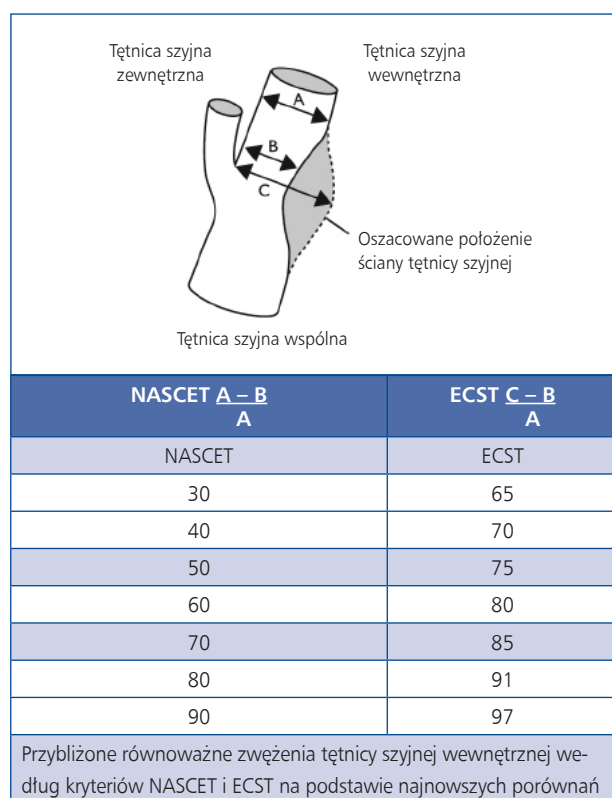 Tętnica szyjna
zewnętrzna
Tętnica szyjna
wewnętrzna
A
B
C
Oszacowane położenie
ściany tętnicy szyjnej
Tętnica szyjna wspólna
NASCET A – B
A
ECST C – B
A
NASCET ECST
30 65
40 70
50 75
60 80
70 85
80 91
90 97
Przybliżone równoważne zwężenia tętnicy szyjnej wewnętrznej we-
dług kryteriów NASCET i ECST na podstawie najnowszych porównań